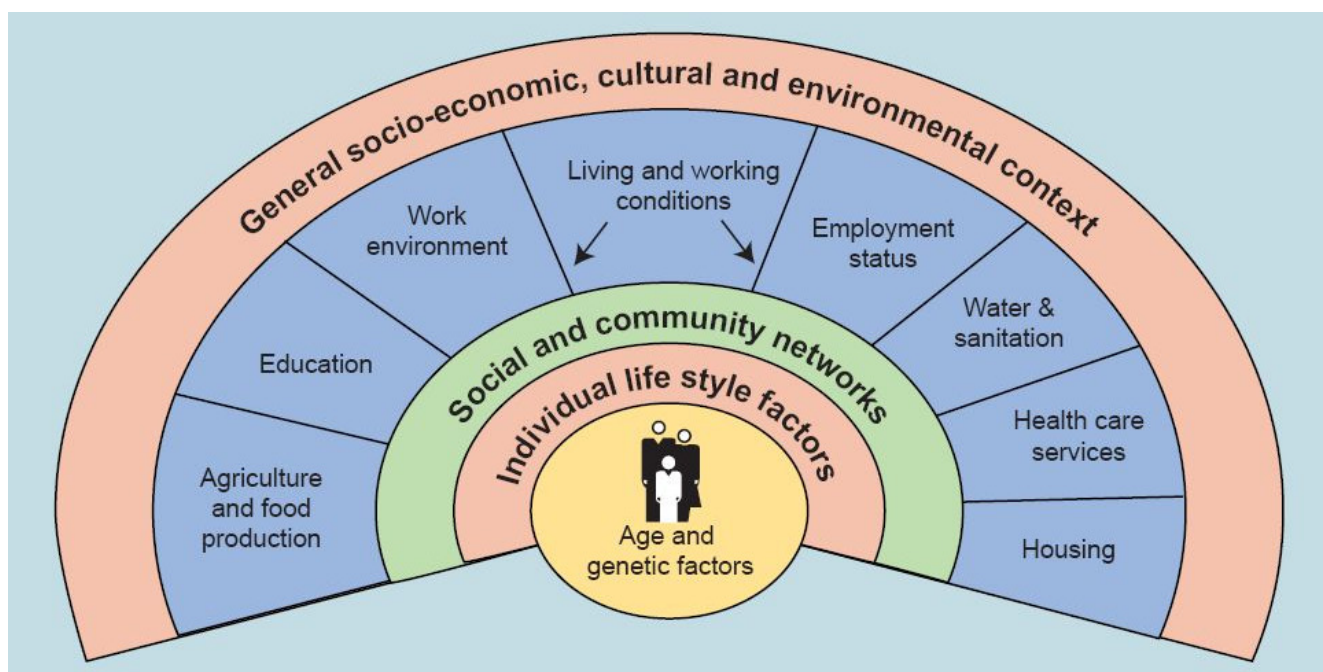 General socio-economic, cultural and environmental context
Living and working
conditions
Work
environment
Employment
status
Education
Water &
sanitation
Agriculture
and food
production
Health care
services
Housing
Social and community networks
Individual life style factors
Age and
genetic factors